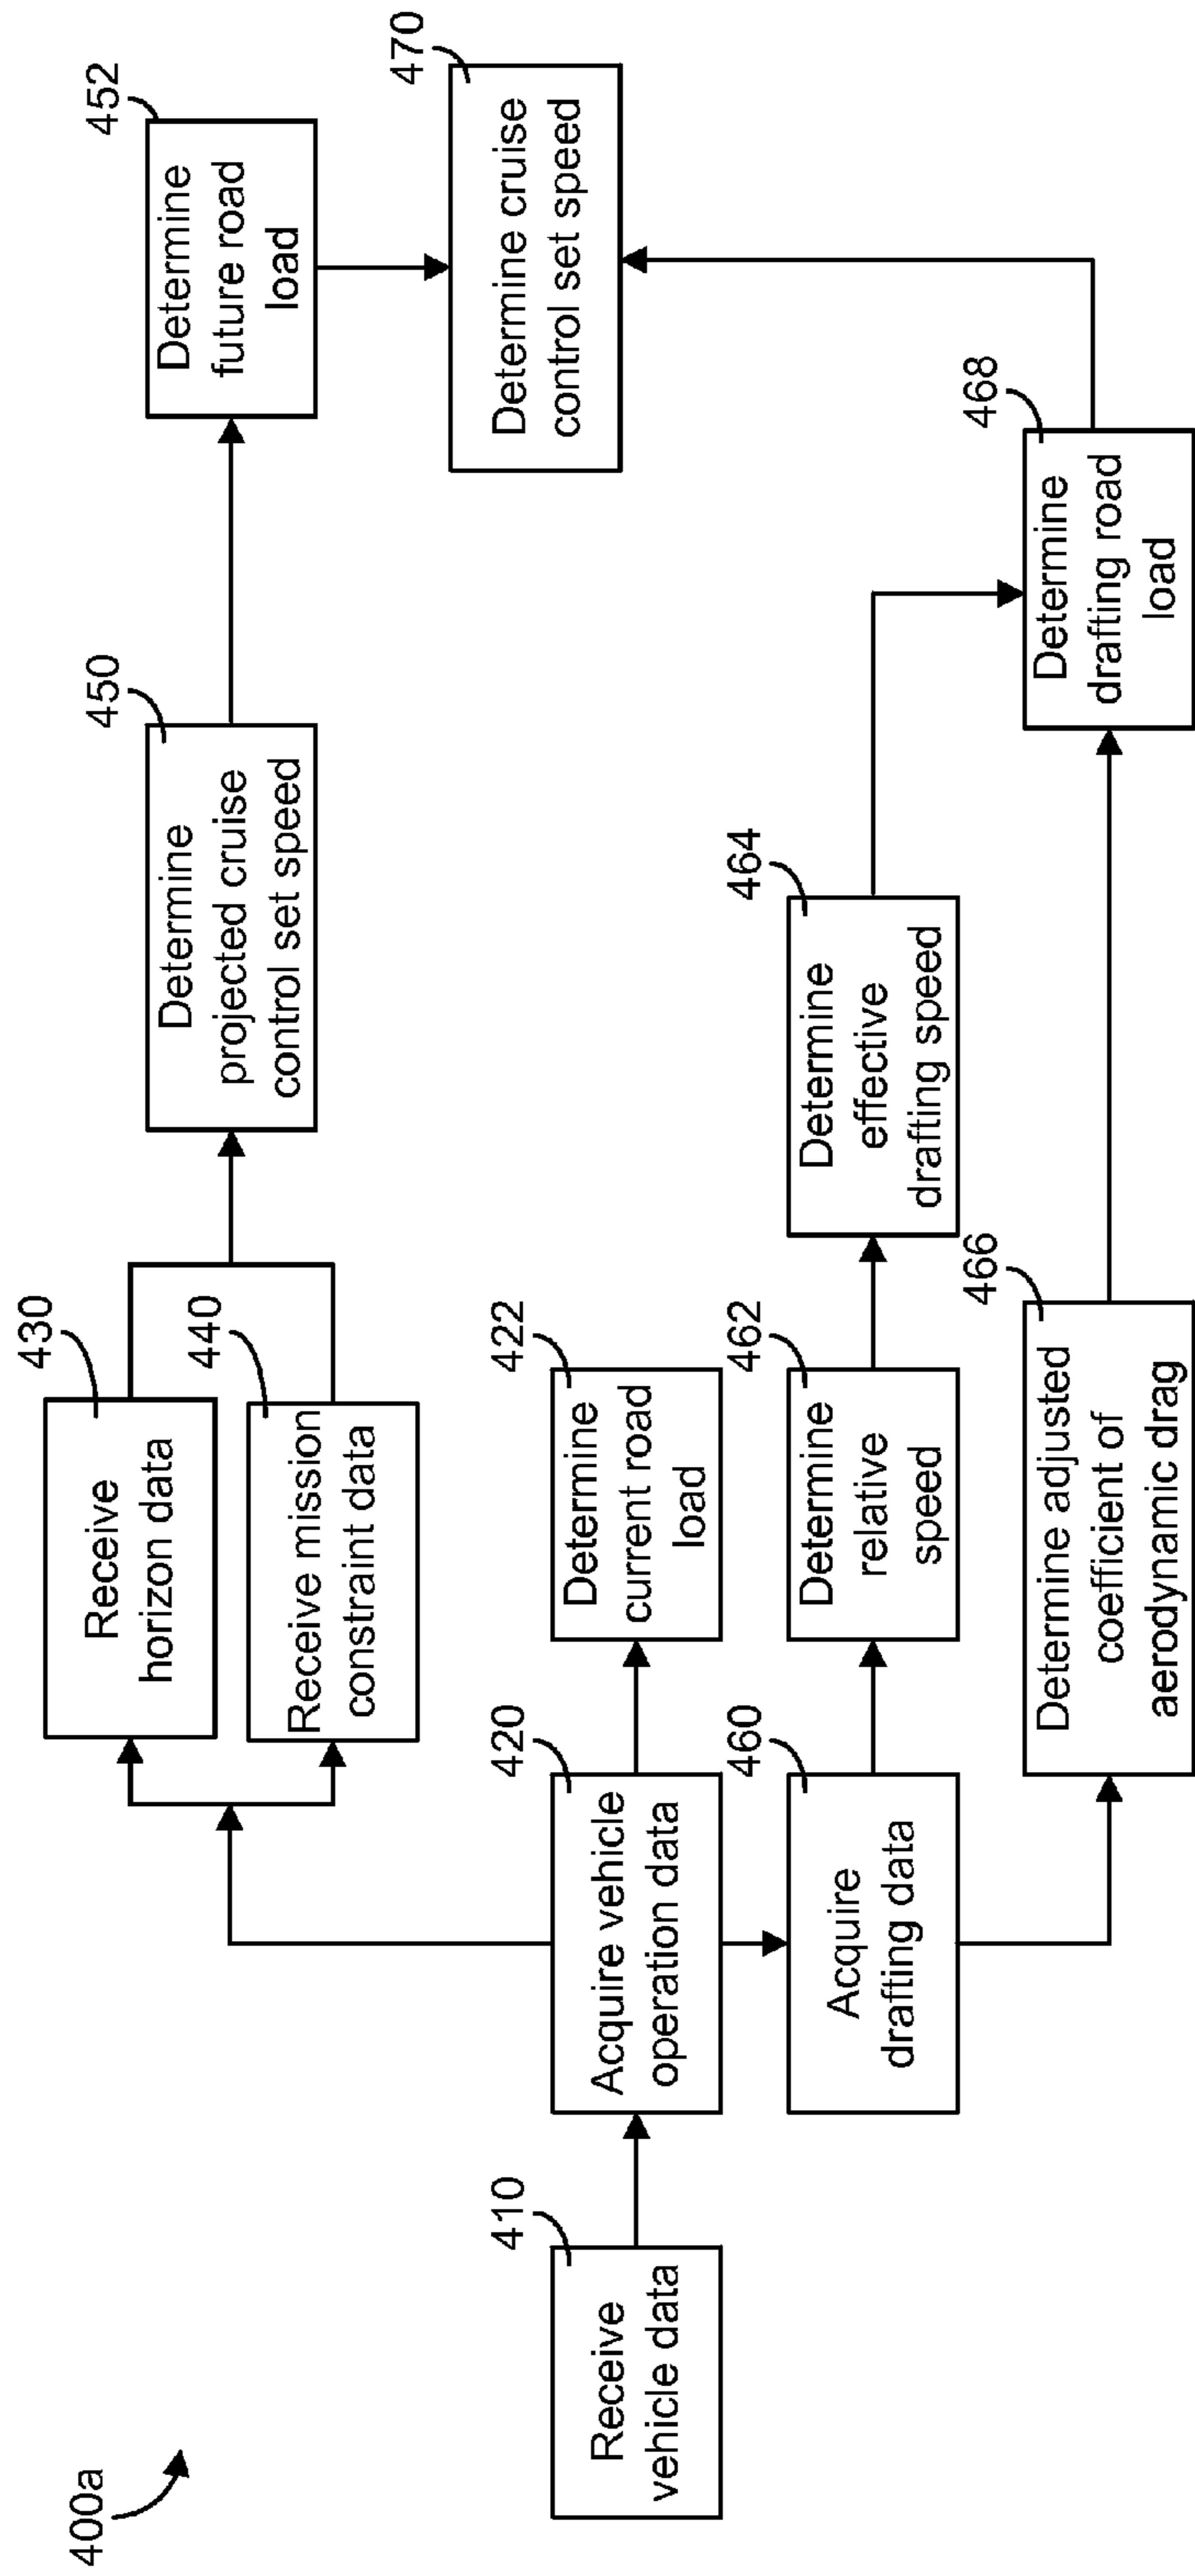 400a
410
Receive
vehicle data
420
Acquire vehicle
operation data
422
Determine
current road
load
430
Receive
horizon data
440
Receive mission
constraint data
450
Determine
projected cruise
control set speed
452
Determine
future road
load
460
Acquire
drafting data
462
Determine
relative
speed
464
Determine
effective
drafting speed
466
Determine adjusted
coefficient of
aerodynamic drag
468
Determine
drafting road
load
470
Determine cruise
control set speed